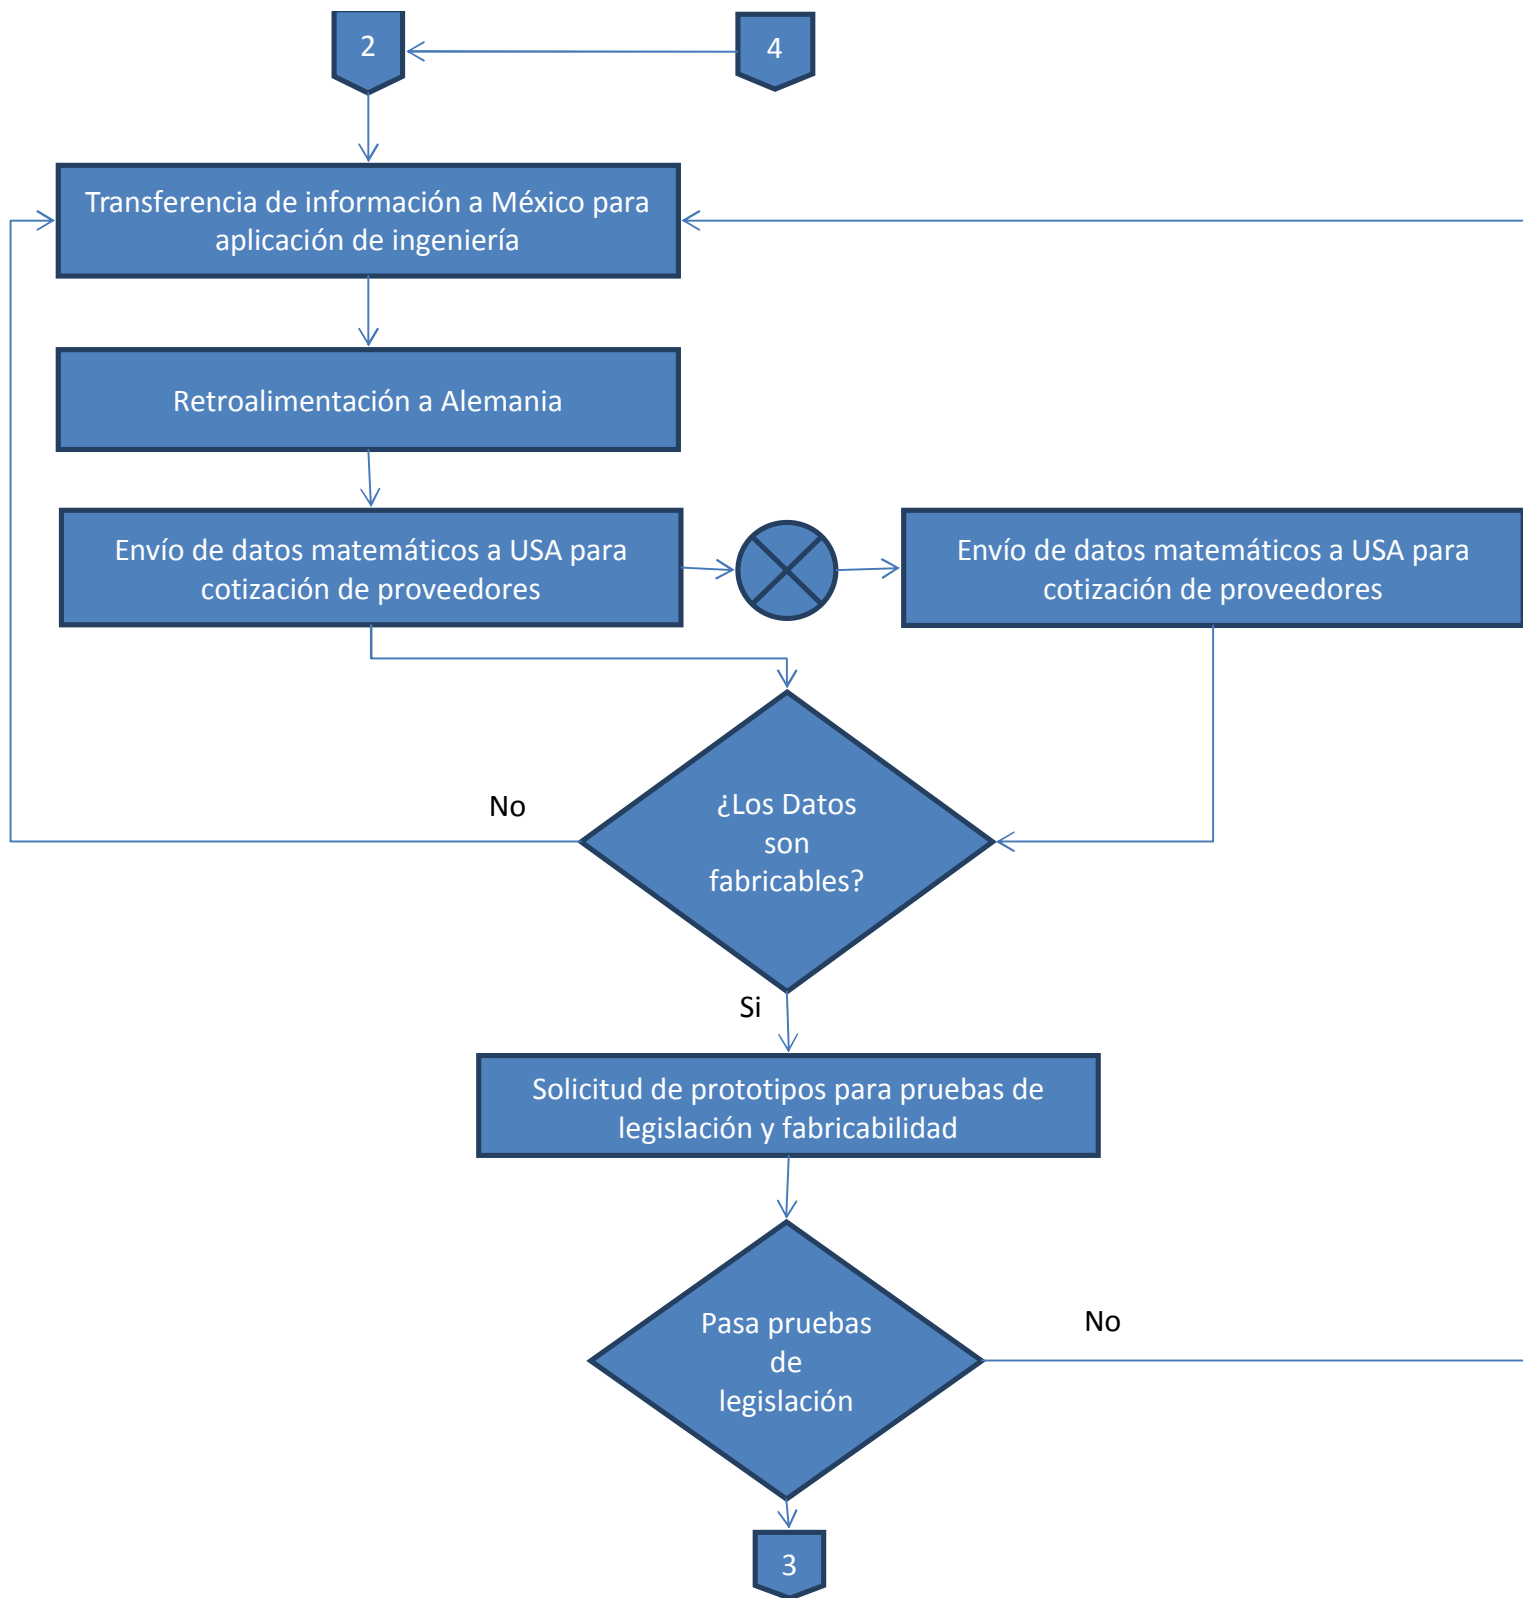 2
4
Transferencia de información a México para
aplicación de ingeniería
Retroalimentación a Alemania
Envío de datos matemáticos a USA para
cotización de proveedores
Envío de datos matemáticos a USA para
cotización de proveedores
No
¿Los Datos
son
fabricables?
Si
Solicitud de prototipos para pruebas de
legislación y fabricabilidad
Pasa pruebas
de
legislación
No
3